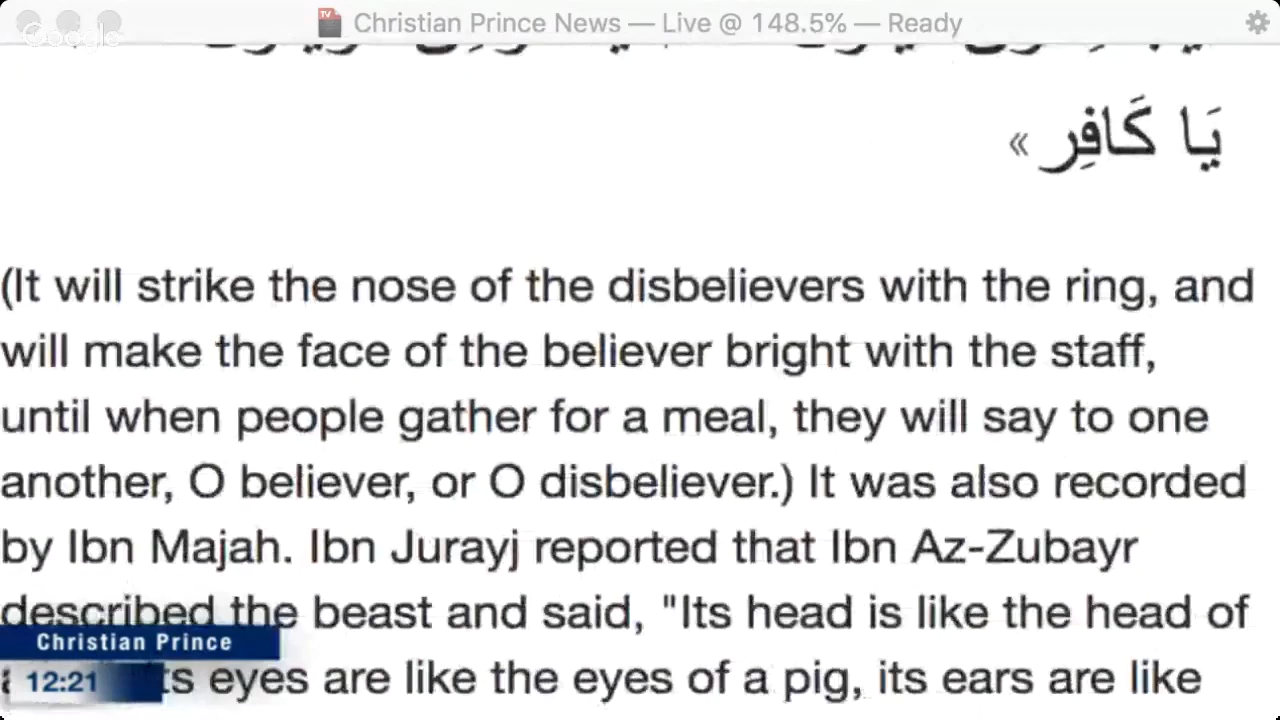 Christian Prince News — Live @ 148.5% — Ready
Google
يَا كَافِر »
(It will strike the nose of the disbelievers with the ring, and
will make the face of the believer bright with the staff,
until when people gather for a meal, they will say to one
another, O believer, or O disbeliever.) It was also recorded
by Ibn Majah. Ibn Jurayj reported that Ibn Az-Zubayr
described the beast and said, "Its head is like the head of
eyes are like the eyes of a pig, its ears are like
Christian Prince
12:21